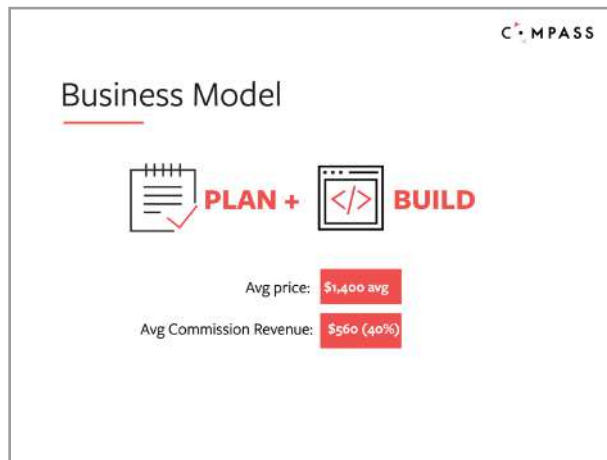 COMPASS
Business Model
PLAN + </> BUILD
Avg price: $1,400 avg
Avg Commission Revenue: $560 (40%)